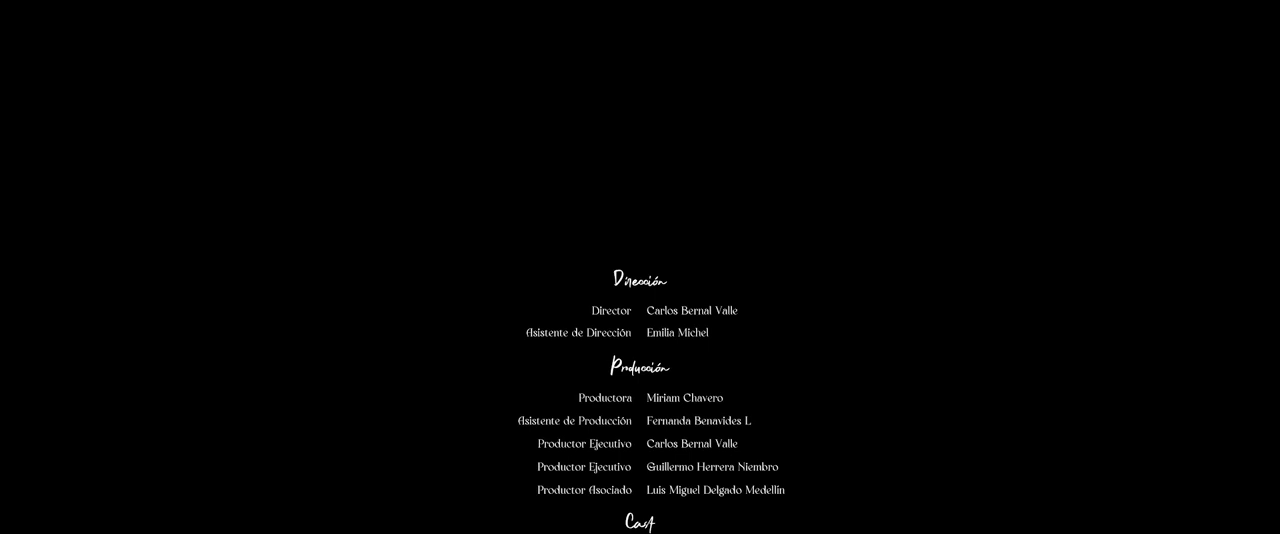 Dirección
Director Carlos Bernal Valle
Asistente de Dirección Emilia Michel
Producción
Productora Miriam Chavero
Asistente de Producción Fernanda Benavides L
Productor Ejecutivo Carlos Bernal Valle
Productor Ejecutivo Guillermo Herrera Niembro
Productor Asociado Luis Miguel Delgado Medellín
Cast